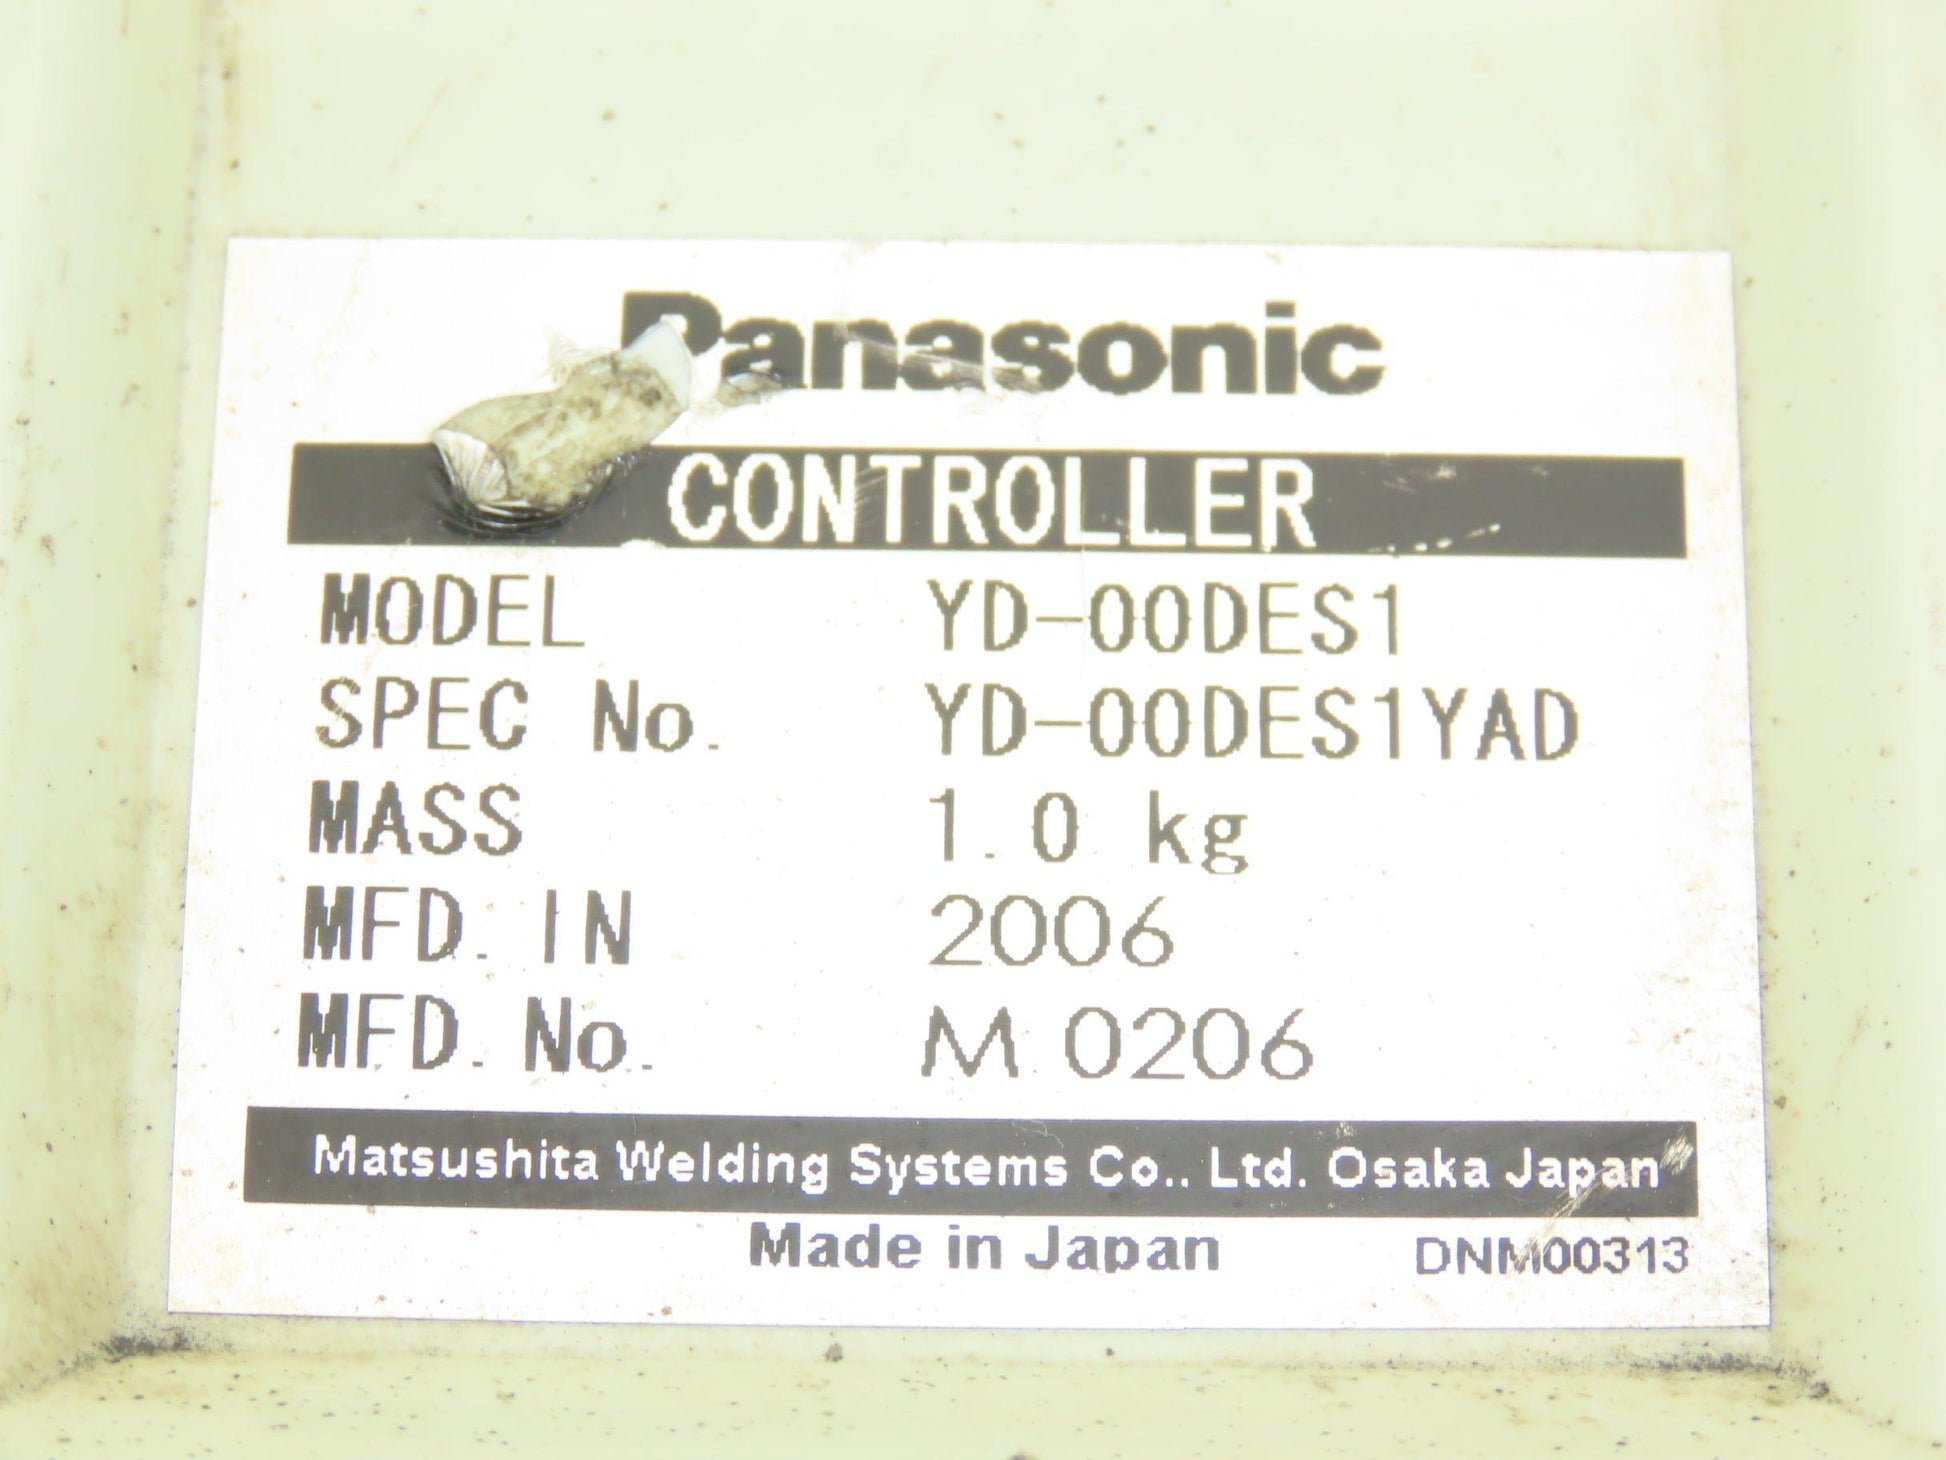 Panasonic
CONTROLLER
MODEL YD-00DES1
SPEC No. YD-00DES1YAD
MASS 1.0 kg
MFD. IN 2006
MFD. No. M 0206
Matsushita Welding Systems Co.. Ltd. Osaka Japan
Made in Japan DNM00313